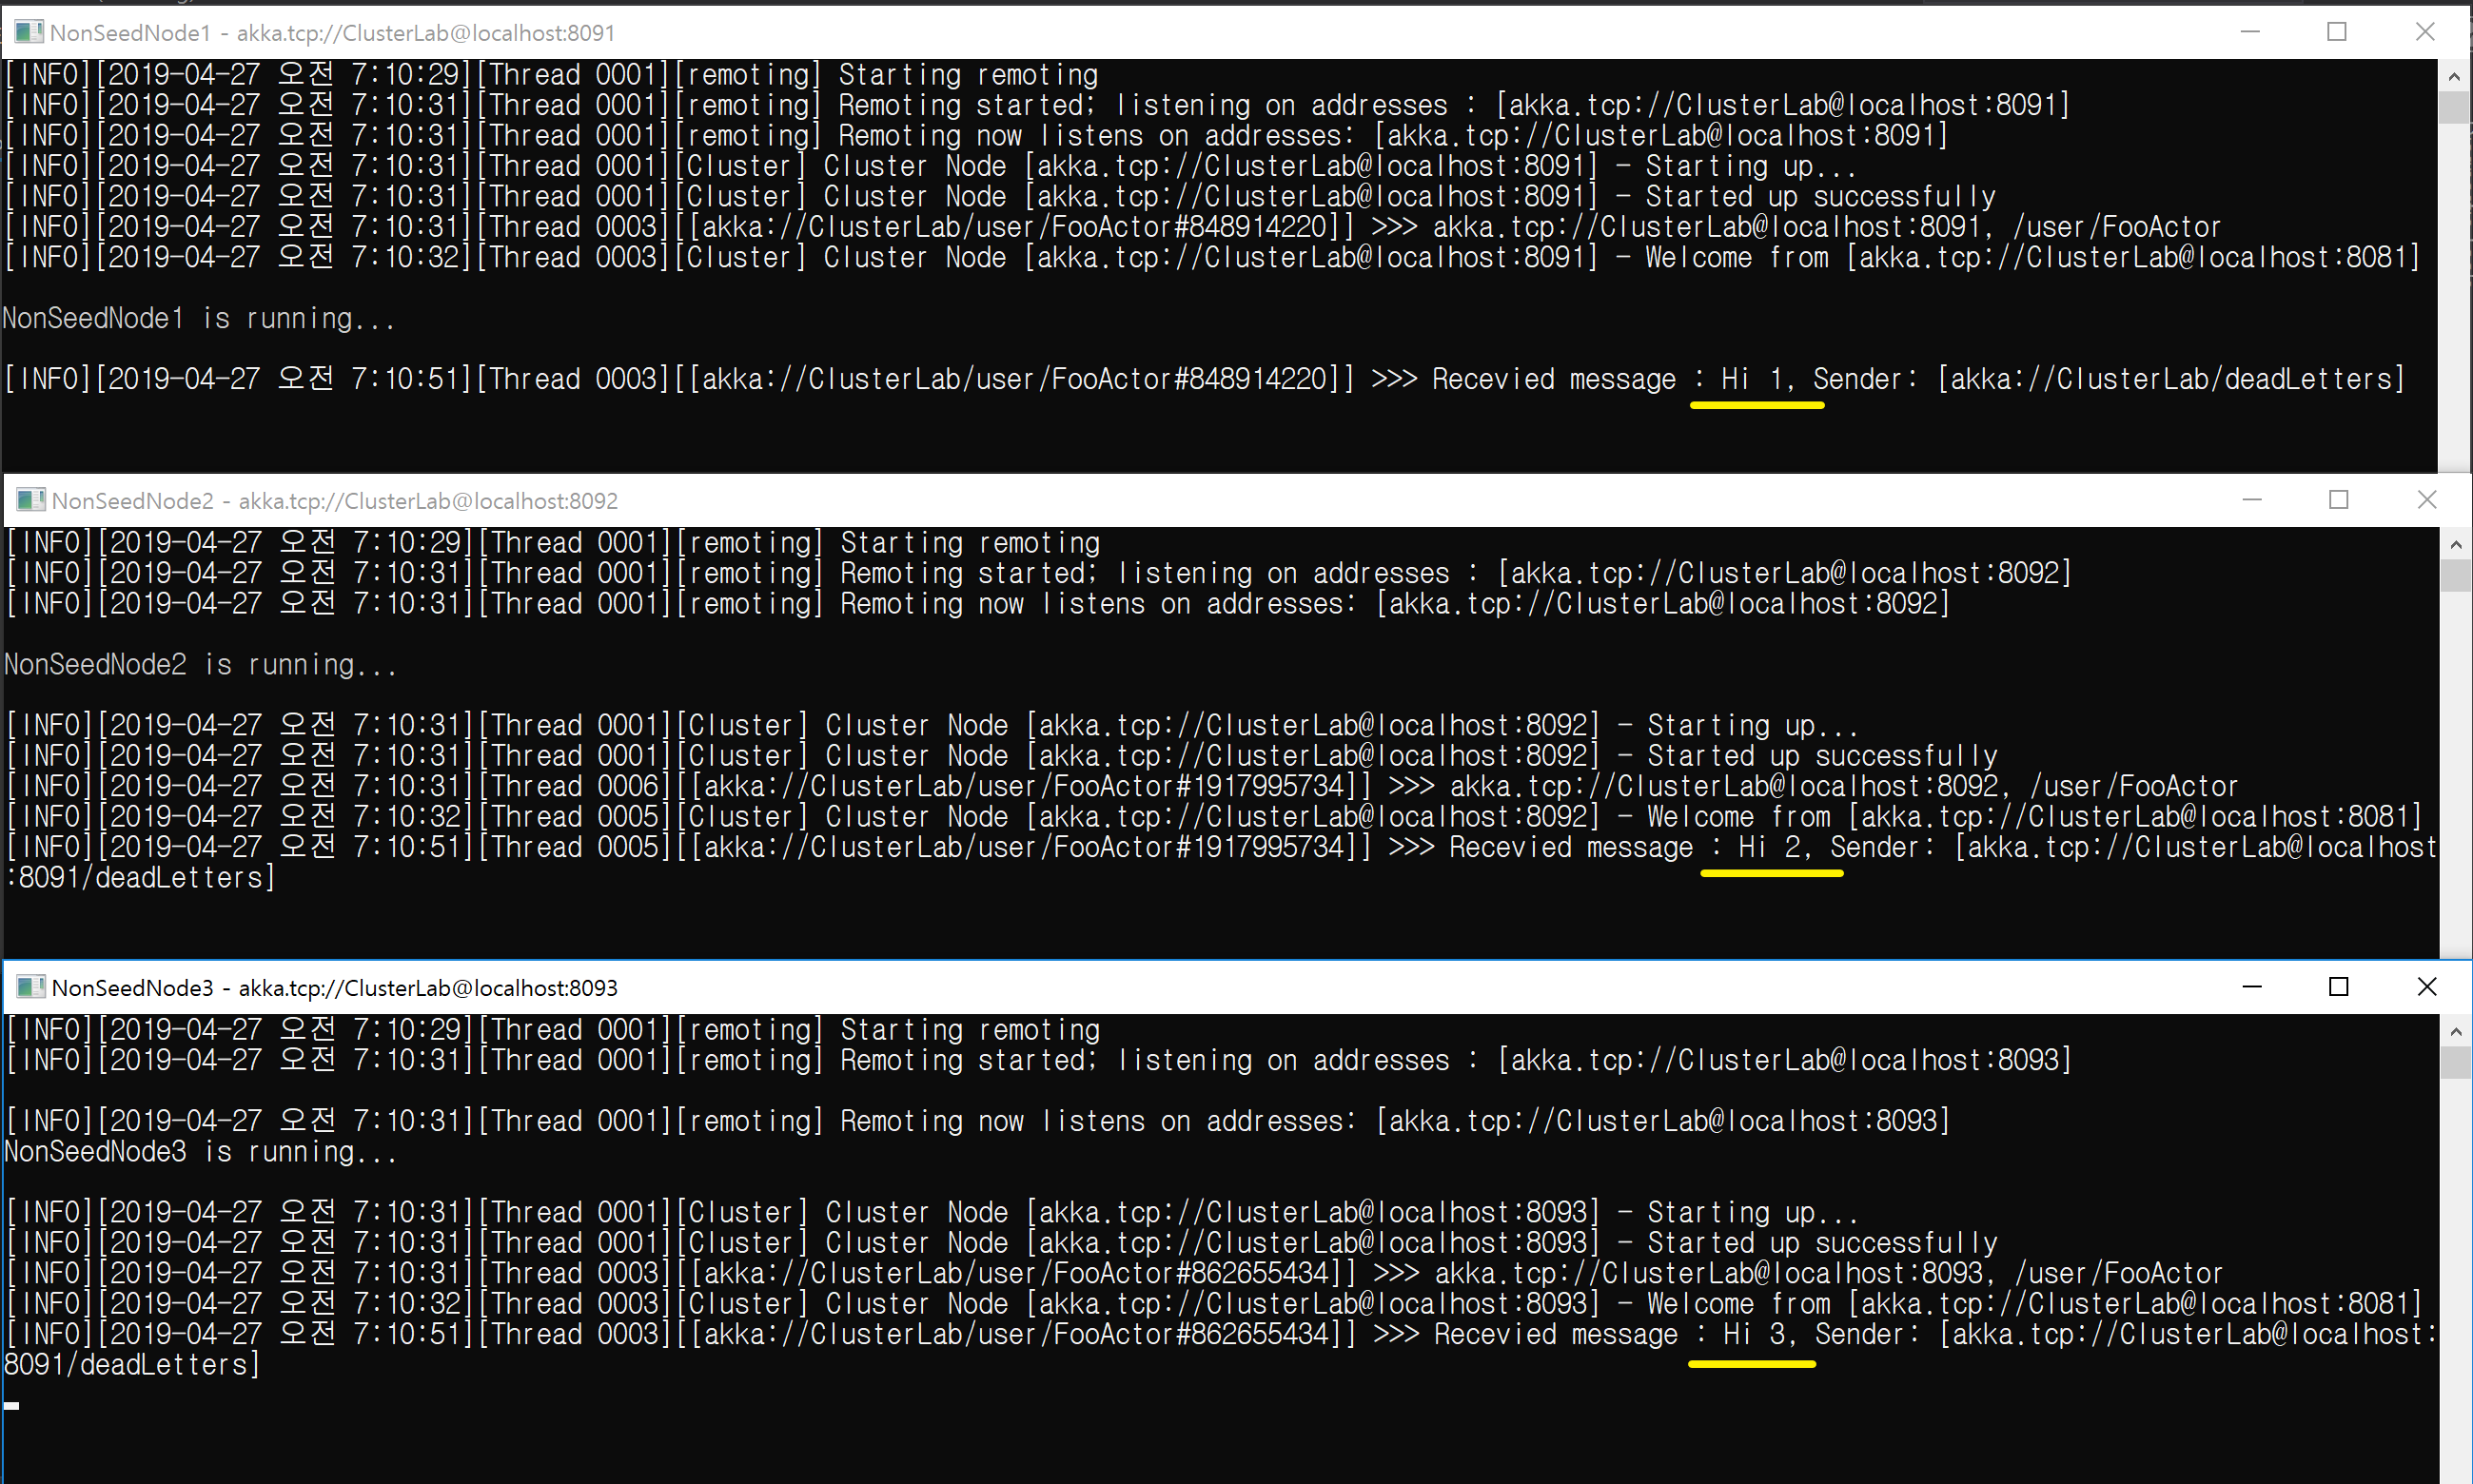 NonSeedNode1 - akka.tcp://ClusterLab@localhost:8091
[INFO][2019-04-27 오전 7:10:29][Thread 0001][remoting] Starting remoting
[INFO][2019-04-27 오전 7:10:31][Thread 0001][remoting] Remoting started; listening on addresses : [akka.tcp://ClusterLab@localhost:8091]
[INFO][2019-04-27 오전 7:10:31][Thread 0001][remoting] Remoting now listens on addresses: [akka.tcp://ClusterLab@localhost:8091]
[INFO][2019-04-27 오전 7:10:31][Thread 0001][Cluster] Cluster Node [akka.tcp://ClusterLab@localhost:8091] - Starting up...
[INFO][2019-04-27 오전 7:10:31][Thread 0001][Cluster] Cluster Node [akka.tcp://ClusterLab@localhost:8091] - Started up successfully
[INFO][2019-04-27 오전 7:10:31][Thread 0003][[akka://ClusterLab/user/FooActor#848914220]] >>> akka.tcp://ClusterLab@localhost:8091, /user/FooActor
[INFO][2019-04-27 오전 7:10:32][Thread 0003][Cluster] Cluster Node [akka.tcp://ClusterLab@localhost:8091] - Welcome from [akka.tcp://ClusterLab@localhost:8081]
NonSeedNode1 is running...
[INFO][2019-04-27 오전 7:10:51][Thread 0003][[akka://ClusterLab/user/FooActor#848914220]] >>> Recevied message : Hi 1, Sender: [akka://ClusterLab/deadLetters]
NonSeedNode2 - akka.tcp://ClusterLab@localhost:8092
[INFO][2019-04-27 오전 7:10:29][Thread 0001][remoting] Starting remoting
[INFO][2019-04-27 오전 7:10:31][Thread 0001][remoting] Remoting started; listening on addresses : [akka.tcp://ClusterLab@localhost:8092]
[INFO][2019-04-27 오전 7:10:31][Thread 0001][remoting] Remoting now listens on addresses: [akka.tcp://ClusterLab@localhost:8092]
NonSeedNode2 is running...
[INFO][2019-04-27 오전 7:10:31][Thread 0001][Cluster] Cluster Node [akka.tcp://ClusterLab@localhost:8092] - Starting up...
[INFO][2019-04-27 오전 7:10:31][Thread 0001][Cluster] Cluster Node [akka.tcp://ClusterLab@localhost:8092] - Started up successfully
[INFO][2019-04-27 오전 7:10:31][Thread 0006][[akka://ClusterLab/user/FooActor#1917995734]] >>> akka.tcp://ClusterLab@localhost:8092, /user/FooActor
[INFO][2019-04-27 오전 7:10:32][Thread 0005][Cluster] Cluster Node [akka.tcp://ClusterLab@localhost:8092] - Welcome from [akka.tcp://ClusterLab@localhost:8081]
[INFO][2019-04-27 오전 7:10:51][Thread 0005][[akka://ClusterLab/user/FooActor#1917995734]] >>> Recevied message : Hi 2, Sender: [akka.tcp://ClusterLab@localhost
:8091/deadLetters]
NonSeedNode3 - akka.tcp://ClusterLab@localhost:8093
[INFO][2019-04-27 오전 7:10:29][Thread 0001][remoting] Starting remoting
[INFO][2019-04-27 오전 7:10:31][Thread 0001][remoting] Remoting started; listening on addresses : [akka.tcp://ClusterLab@localhost:8093]
[INFO][2019-04-27 오전 7:10:31][Thread 0001][remoting] Remoting now listens on addresses: [akka.tcp://ClusterLab@localhost:8093]
NonSeedNode3 is running...
[INFO][2019-04-27 오전 7:10:31][Thread 0001][Cluster] Cluster Node [akka.tcp://ClusterLab@localhost:8093] - Starting up...
[INFO][2019-04-27 오전 7:10:31][Thread 0001][Cluster] Cluster Node [akka.tcp://ClusterLab@localhost:8093] - Started up successfully
[INFO][2019-04-27 오전 7:10:31][Thread 0003][[akka://ClusterLab/user/FooActor#862655434]] >>> akka.tcp://ClusterLab@localhost:8093, /user/FooActor
[INFO][2019-04-27 오전 7:10:32][Thread 0003][Cluster] Cluster Node [akka.tcp://ClusterLab@localhost:8093] - Welcome from [akka.tcp://ClusterLab@localhost:8081]
[INFO][2019-04-27 오전 7:10:51][Thread 0003][[akka://ClusterLab/user/FooActor#862655434]] >>> Recevied message : Hi 3, Sender: [akka.tcp://ClusterLab@localhost:
8091/deadLetters]